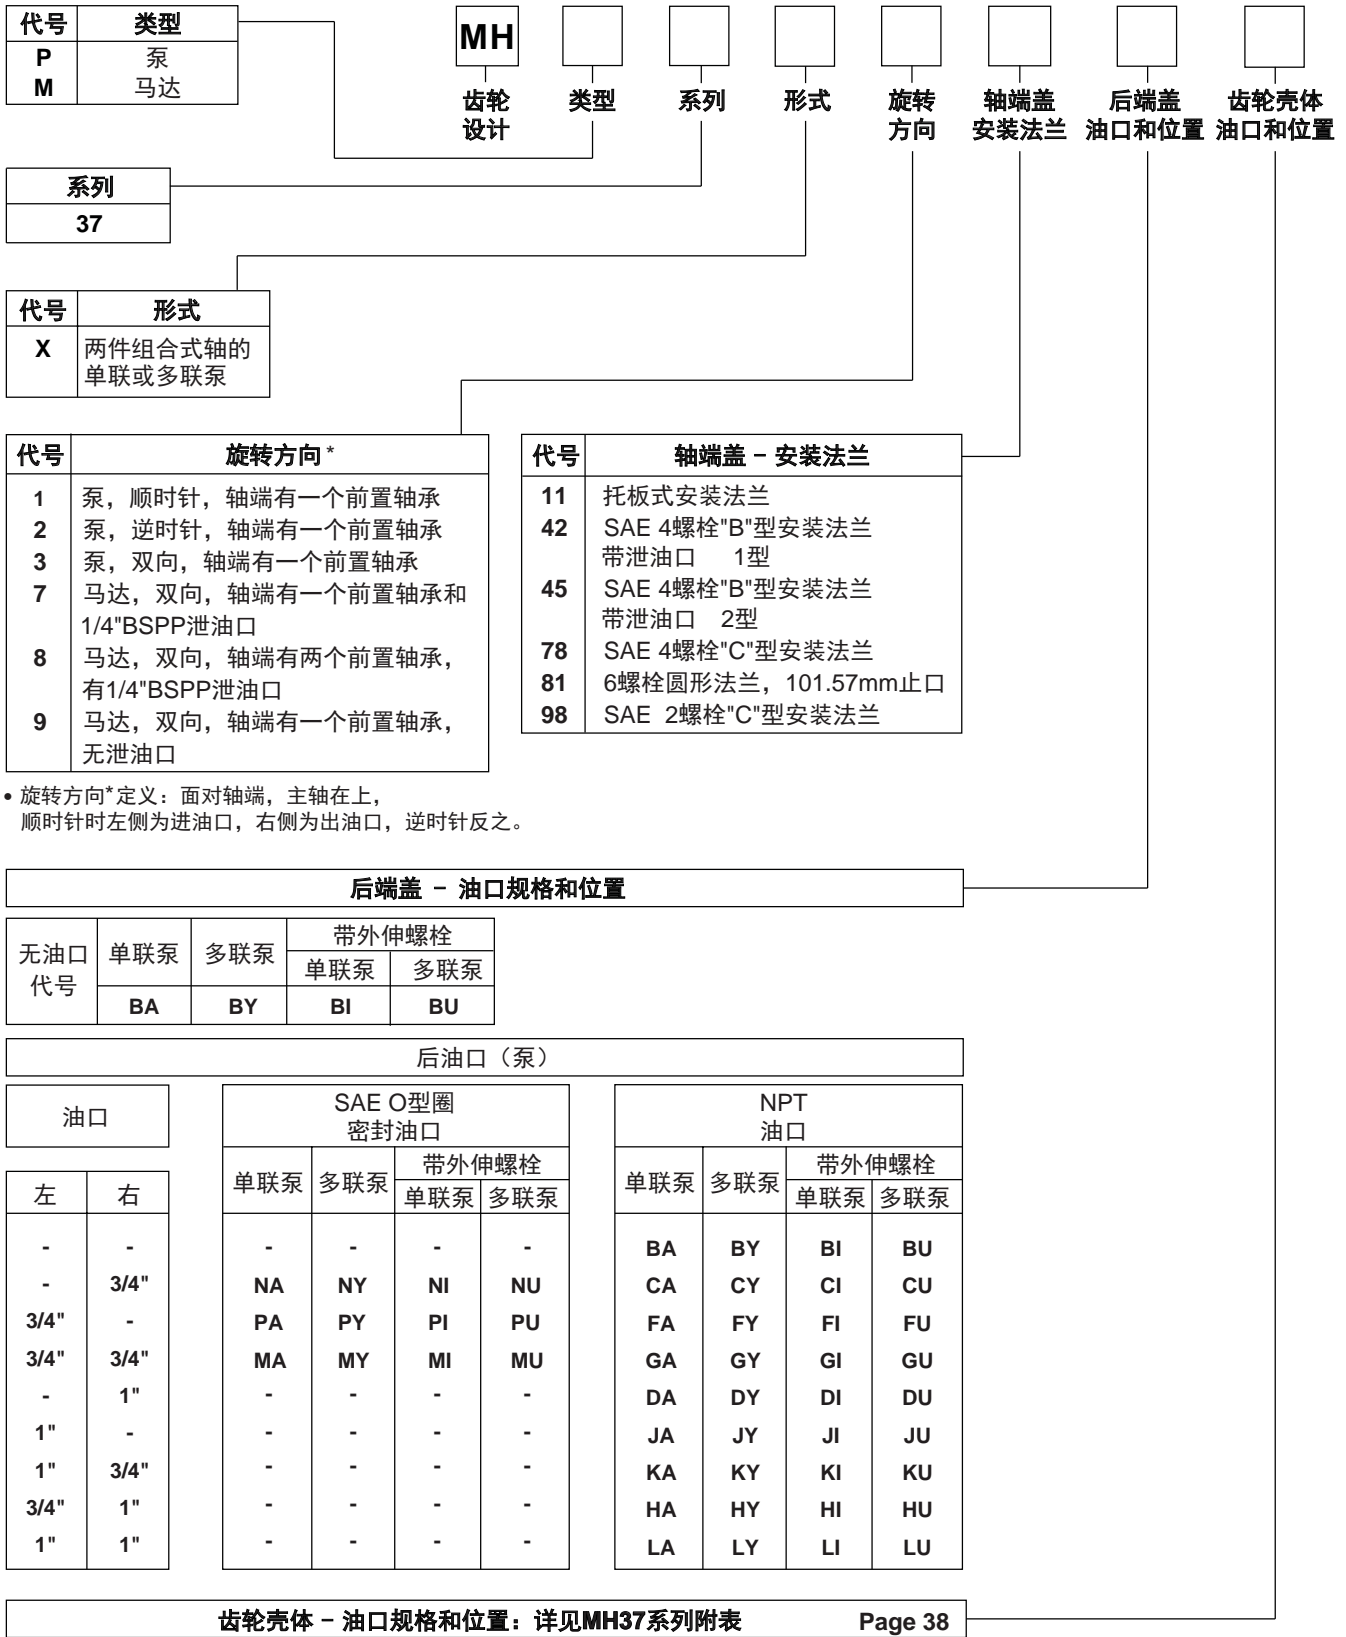 代号 类型
P 泵
M 马达
MH
齿轮设计 类型 系列 形式 旋转方向 轴端盖安装法兰 后端盖油口和位置 齿轮壳体油口和位置
系列
37
代号 形式
X 两件组合式轴的
单联或多联泵
代号 旋转方向*
1 泵，顺时针，轴端有一个前置轴承
2 泵，逆时针，轴端有一个前置轴承
3 泵，双向，轴端有一个前置轴承
7 马达，双向，轴端有一个前置轴承和
1/4"BSPP泄油口
8 马达，双向，轴端有两个前置轴承，
有1/4"BSPP泄油口
9 马达，双向，轴端有一个前置轴承，
无泄油口
代号 轴端盖－安装法兰
11 托板式安装法兰
42 SAE 4螺栓"B"型安装法兰
带泄油口 1型
45 SAE 4螺栓"B"型安装法兰
带泄油口 2型
78 SAE 4螺栓"C"型安装法兰
81 6螺栓圆形法兰，101.57mm止口
98 SAE 2螺栓"C"型安装法兰
• 旋转方向*定义：面对轴端，主轴在上，
顺时针时左侧为进油口，右侧为出油口，逆时针反之。
后端盖 － 油口规格和位置
无油口代号 单联泵 多联泵 带外伸螺栓
单联泵 多联泵
BA BY BI BU
后油口（泵）
油口 SAE O型圈 NPT
密封油口 油口
左 右 单联泵 多联泵 带外伸螺栓 单联泵 多联泵 带外伸螺栓
单联泵 多联泵 单联泵 多联泵
- - - - - - BA BY BI BU
- 3/4" NA NY NI NU CA CY CI CU
3/4" - PA PY PI PU FA FY FI FU
3/4" 3/4" MA MY MI MU GA GY GI GU
- 1" - - - - DA DY DI DU
1" - - - - - JA JY JI JU
1" 3/4" - - - - KA KY KI KU
3/4" 1" - - - - HA HY HI HU
1" 1" - - - - LA LY LI LU
齿轮壳体－油口规格和位置：详见MH37系列附表 Page 38